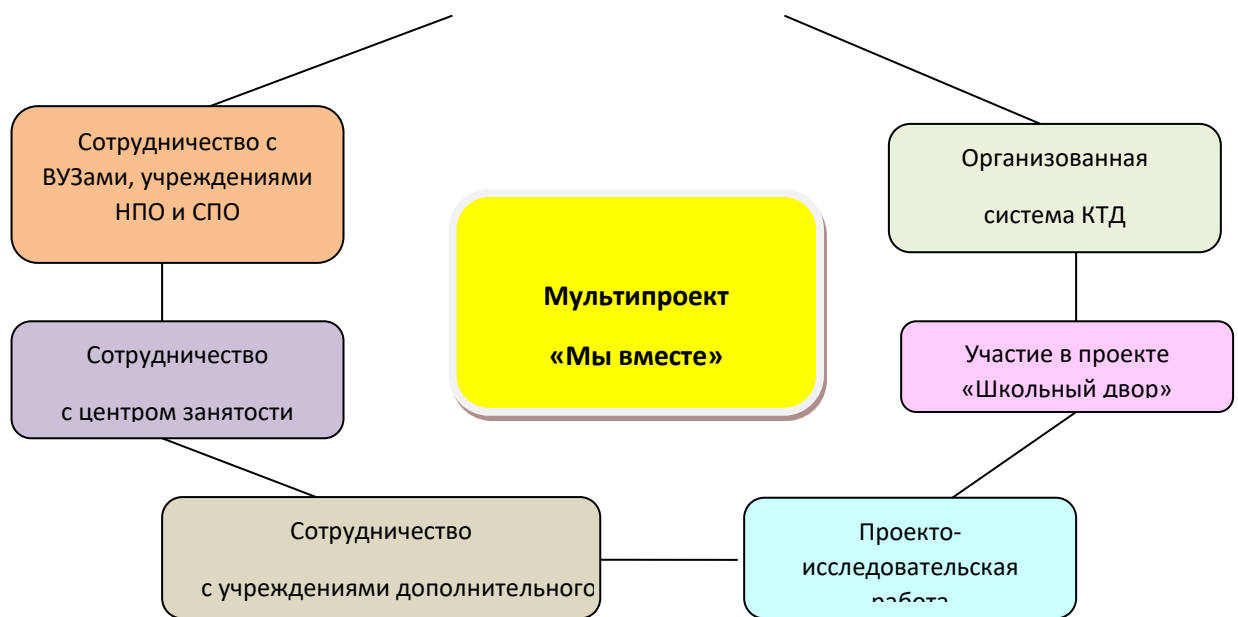 Сотрудничество с
ВУЗами, учреждениями
НПО и СПО
Организованная
система КТД
Мультипроект
«Мы вместе»
Сотрудничество
с центром занятости
Участие в проекте
«Школьный двор»
Сотрудничество
с учреждениями дополнительного
Проекто-
исследовательская
работа